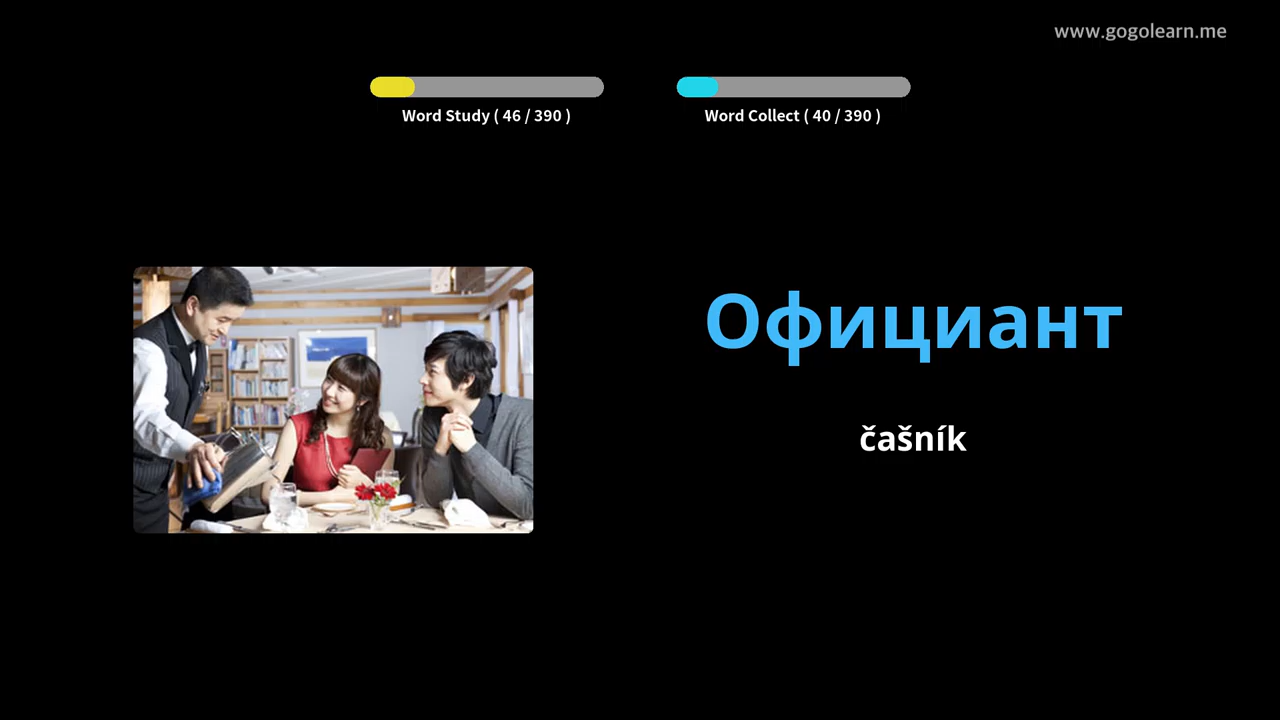 www.gogolearn.me
Word Study ( 46 / 390 )
Word Collect ( 40 / 390 )
Официант
čašník